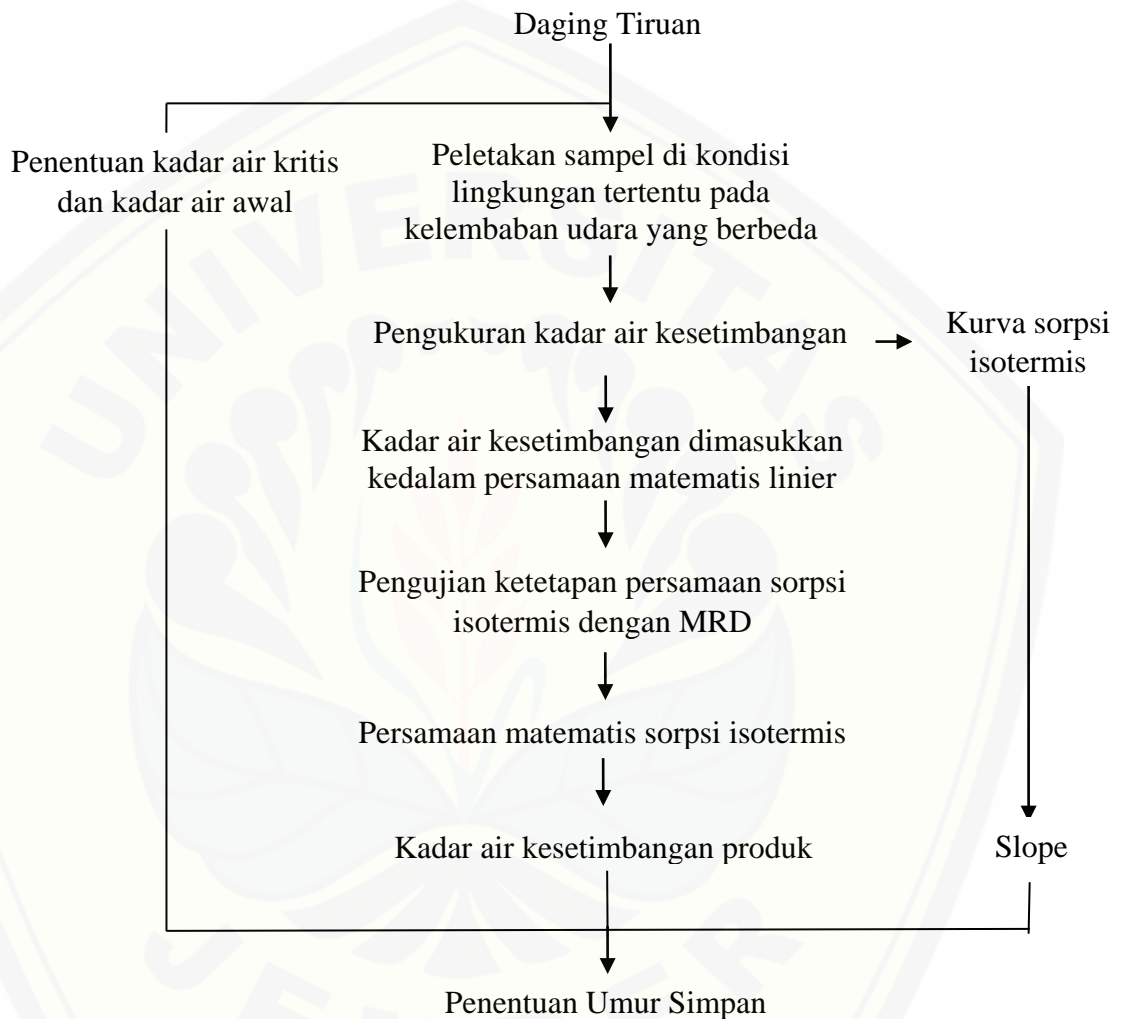 Daging Tiruan
Penentuan kadar air kritis
dan kadar air awal
Peletakan sampel di kondisi
lingkungan tertentu pada
kelembaban udara yang berbeda
Pengukuran kadar air kesetimbangan
Kurva sorpsi
isotermis
Kadar air kesetimbangan dimasukkan
kedalam persamaan matematis linier
Pengujian ketetapan persamaan sorpsi
isotermis dengan MRD
Persamaan matematis sorpsi isotermis
Kadar air kesetimbangan produk
Slope
Penentuan Umur Simpan
UNIVERSITAS
JEMBER